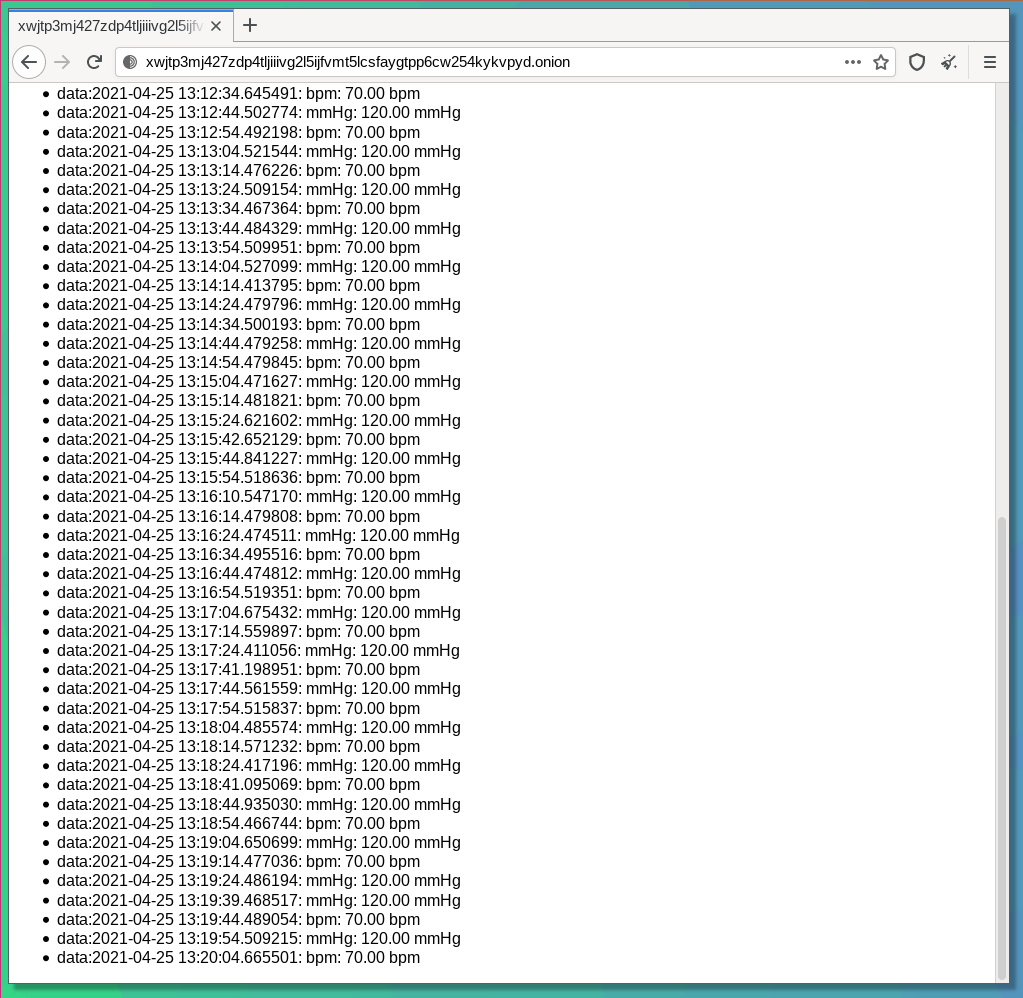 xwjtp3mj427zdp4tljiiivg2l5ijfv
xwjtp3mj427zdp4tljiiivg2l5ijfvmt5lcsfaygtpp6cw254kykvpyd.onion
data:2021-04-25 13:12:34.645491: bpm: 70.00 bpm
data:2021-04-25 13:12:44.502774: mmHg: 120.00 mmHg
data:2021-04-25 13:12:54.492198: bpm: 70.00 bpm
data:2021-04-25 13:13:04.521544: mmHg: 120.00 mmHg
data:2021-04-25 13:13:14.476226: bpm: 70.00 bpm
data:2021-04-25 13:13:24.509154: mmHg: 120.00 mmHg
data:2021-04-25 13:13:34.467364: bpm: 70.00 bpm
data:2021-04-25 13:13:44.484329: mmHg: 120.00 mmHg
data:2021-04-25 13:13:54.509951: bpm: 70.00 bpm
data:2021-04-25 13:14:04.527099: mmHg: 120.00 mmHg
data:2021-04-25 13:14:14.413795: bpm: 70.00 bpm
data:2021-04-25 13:14:24.479796: mmHg: 120.00 mmHg
data:2021-04-25 13:14:34.500193: bpm: 70.00 bpm
data:2021-04-25 13:14:44.479258: mmHg: 120.00 mmHg
data:2021-04-25 13:14:54.479845: bpm: 70.00 bpm
data:2021-04-25 13:15:04.471627: mmHg: 120.00 mmHg
data:2021-04-25 13:15:14.481821: bpm: 70.00 bpm
data:2021-04-25 13:15:24.621602: mmHg: 120.00 mmHg
data:2021-04-25 13:15:42.652129: bpm: 70.00 bpm
data:2021-04-25 13:15:44.841227: mmHg: 120.00 mmHg
data:2021-04-25 13:15:54.518636: bpm: 70.00 bpm
data:2021-04-25 13:16:10.547170: mmHg: 120.00 mmHg
data:2021-04-25 13:16:14.479808: bpm: 70.00 bpm
data:2021-04-25 13:16:24.474511: mmHg: 120.00 mmHg
data:2021-04-25 13:16:34.495516: bpm: 70.00 bpm
data:2021-04-25 13:16:44.474812: mmHg: 120.00 mmHg
data:2021-04-25 13:16:54.519351: bpm: 70.00 bpm
data:2021-04-25 13:17:04.675432: mmHg: 120.00 mmHg
data:2021-04-25 13:17:14.559897: bpm: 70.00 bpm
data:2021-04-25 13:17:24.411056: mmHg: 120.00 mmHg
data:2021-04-25 13:17:41.198951: bpm: 70.00 bpm
data:2021-04-25 13:17:44.561559: mmHg: 120.00 mmHg
data:2021-04-25 13:17:54.515837: bpm: 70.00 bpm
data:2021-04-25 13:18:04.485574: mmHg: 120.00 mmHg
data:2021-04-25 13:18:14.571232: bpm: 70.00 bpm
data:2021-04-25 13:18:24.417196: mmHg: 120.00 mmHg
data:2021-04-25 13:18:41.095069: bpm: 70.00 bpm
data:2021-04-25 13:18:44.935030: mmHg: 120.00 mmHg
data:2021-04-25 13:18:54.466744: bpm: 70.00 bpm
data:2021-04-25 13:19:04.650699: mmHg: 120.00 mmHg
data:2021-04-25 13:19:14.477036: bpm: 70.00 bpm
data:2021-04-25 13:19:24.486194: mmHg: 120.00 mmHg
data:2021-04-25 13:19:39.468517: mmHg: 120.00 mmHg
data:2021-04-25 13:19:44.489054: bpm: 70.00 bpm
data:2021-04-25 13:19:54.509215: mmHg: 120.00 mmHg
data:2021-04-25 13:20:04.665501: bpm: 70.00 bpm